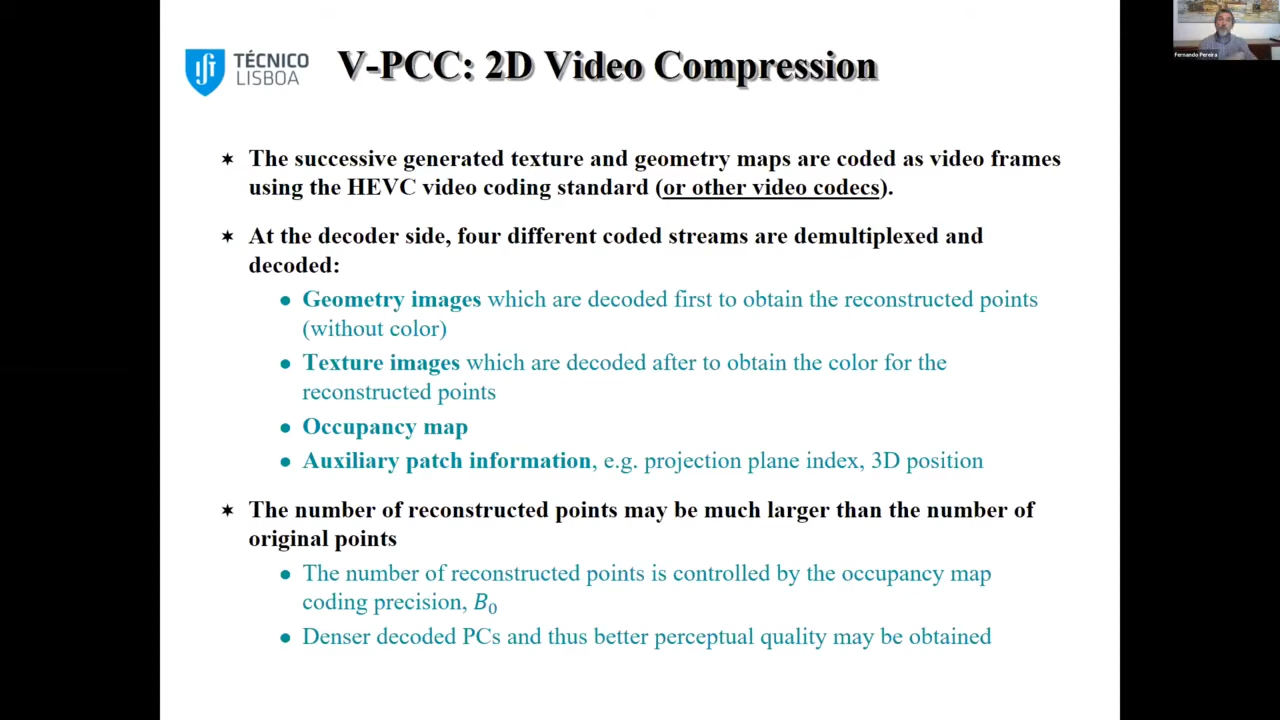 TÉCNICO
LISBOA
V-PCC: 2D Video Compression
Fernando Pereira
The successive generated texture and geometry maps are coded as video frames
using the HEVC video coding standard (or other video codecs).
At the decoder side, four different coded streams are demultiplexed and
decoded:
Geometry images which are decoded first to obtain the reconstructed points
(without color)
Texture images which are decoded after to obtain the color for the
reconstructed points
Occupancy map
Auxiliary patch information, e.g. projection plane index, 3D position
The number of reconstructed points may be much larger than the number of
original points
The number of reconstructed points is controlled by the occupancy map
coding precision, B₀
Denser decoded PCs and thus better perceptual quality may be obtained